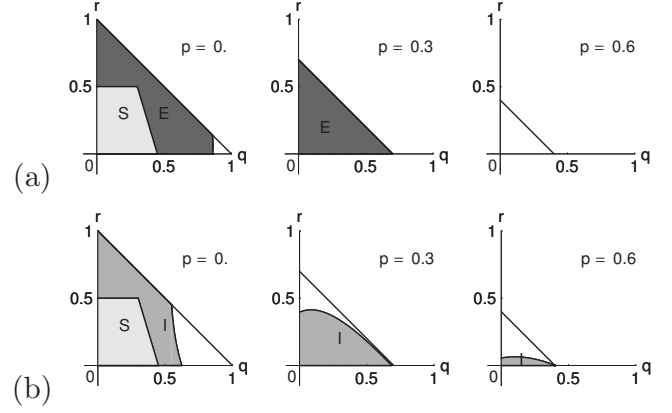 r r r
1 1 1
p = 0. p = 0.3 p = 0.6
0.5 0.5 0.5
S E E
(a) 0 0.5 1 q 0 0.5 1 q 0 0.5 1 q
r r r
1 1 1
p = 0. p = 0.3 p = 0.6
0.5 0.5 0.5
S I I I
(b) 0 0.5 1 q 0 0.5 1 q 0 0.5 1 q